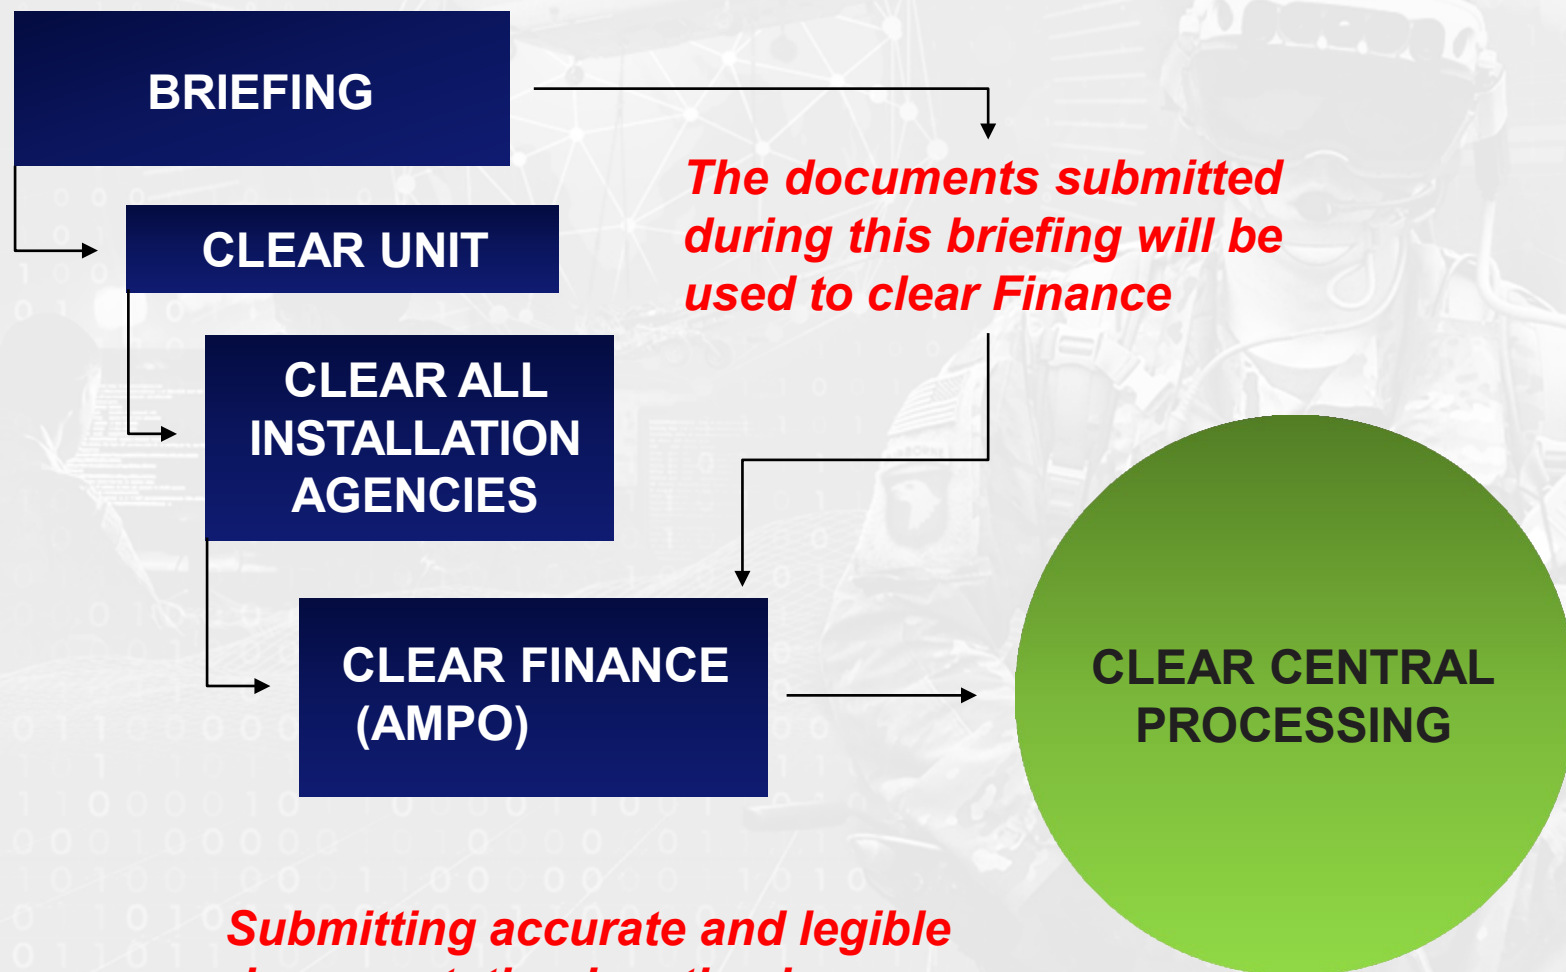 BRIEFING
The documents submitted
during this briefing will be
used to clear Finance
CLEAR UNIT
CLEAR ALL
INSTALLATION
AGENCIES
CLEAR FINANCE
(AMPO)
CLEAR CENTRAL
PROCESSING
Submitting accurate and legible